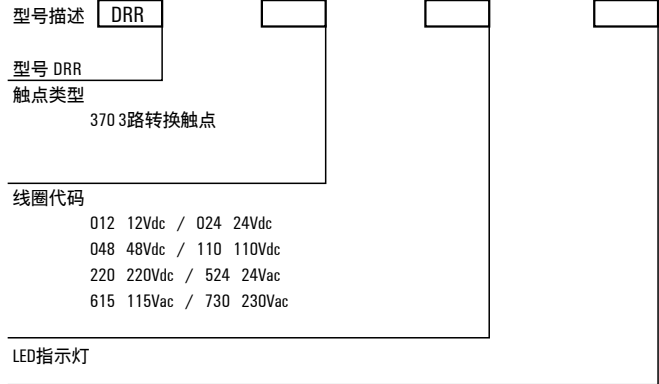 型号描述 DRR
型号 DRR
触点类型
370 3路转换触点
线圈代码
012 12Vdc / 024 24Vdc
048 48Vdc / 110 110Vdc
220 220Vdc / 524 24Vac
615 115Vac / 730 230Vac
LED指示灯